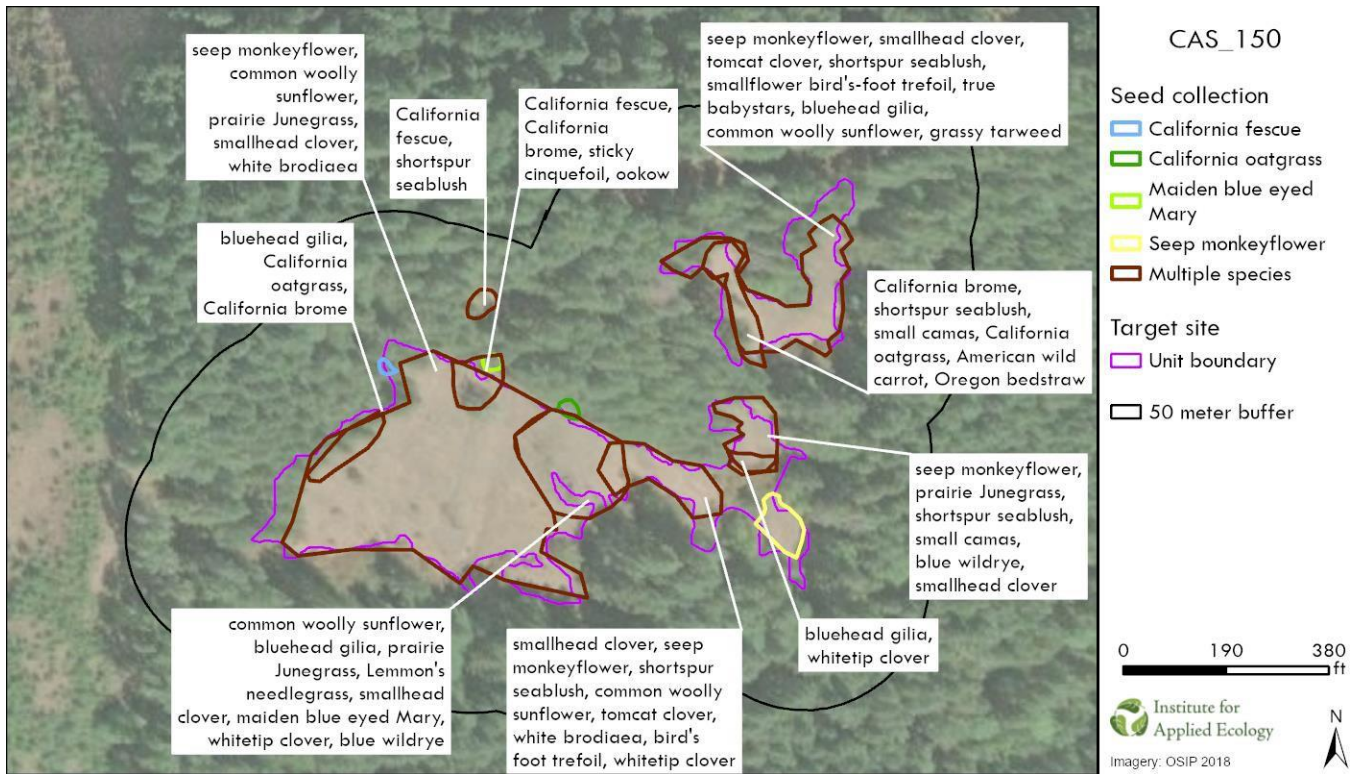 seep monkeyflower,
common woolly
sunflower,
prairie Junegrass,
smallhead clover,
white brodiaea
California
fescue,
shortspur
seablush
California fescue,
California
brome, sticky
cinquefoil, ookow
seep monkeyflower, smallhead clover,
tomcat clover, shortspur seablush,
smallflower bird's-foot trefoil, true
babystars, bluehead gilia,
common woolly sunflower, grassy tarweed
bluehead gilia,
California
oatgrass,
California brome
California brome,
shortspur seablush,
small camas, California
oatgrass, American wild
carrot, Oregon bedstraw
seep monkeyflower,
prairie Junegrass,
shortspur seablush,
small camas,
blue wildrye,
smallhead clover
common woolly sunflower,
bluehead gilia, prairie
Junegrass, Lemmon's
needlegrass, smallhead
clover, maiden blue eyed Mary,
whitetip clover, blue wildrye
smallhead clover, seep
monkeyflower, shortspur
seablush, common woolly
sunflower, tomcat clover,
white brodiaea, bird's
foot trefoil, whitetip clover
bluehead gilia,
whitetip clover
CAS_150
Seed collection
California fescue
California oatgrass
Maiden blue eyed
Mary
Seep monkeyflower
Multiple species
Target site
Unit boundary
50 meter buffer
0 190 380
ft
Institute for
Applied Ecology
N
Imagery: OSIP 2018